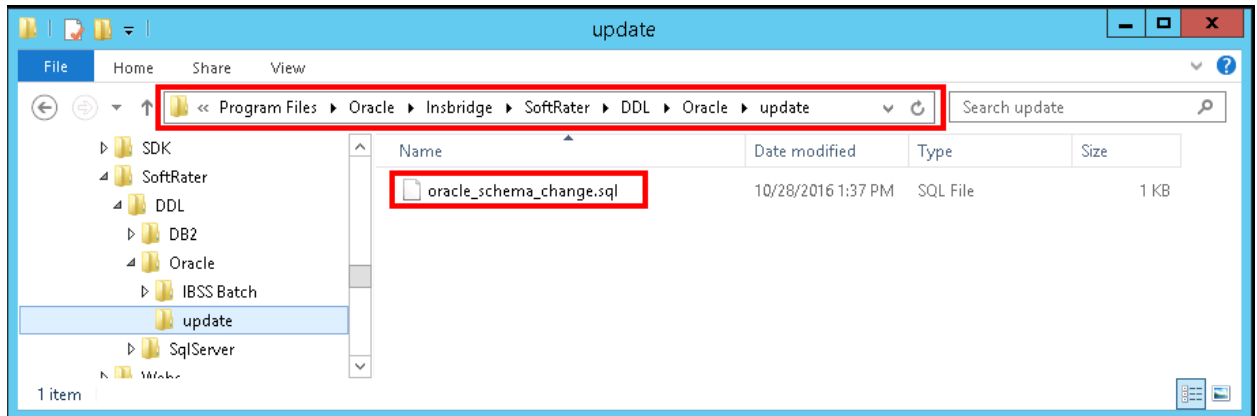 update
File Home Share View
« Program Files Oracle Insbridge SoftRater DDL Oracle update Search update
SDK
SoftRater
DDL
DB2
Oracle
IBSS Batch
update
SqlServer
Name Date modified Type Size
oracle_schema_change.sql 10/28/2016 1:37 PM SQL File 1 KB
1 item